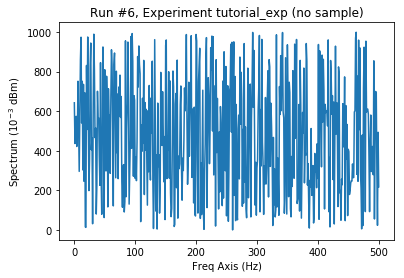 Run #6, Experiment tutorial_exp (no sample)
1000
800
600
400
200
0
Spectrum (10⁻³ dBm)
0 100 200 300 400 500
Freq Axis (Hz)